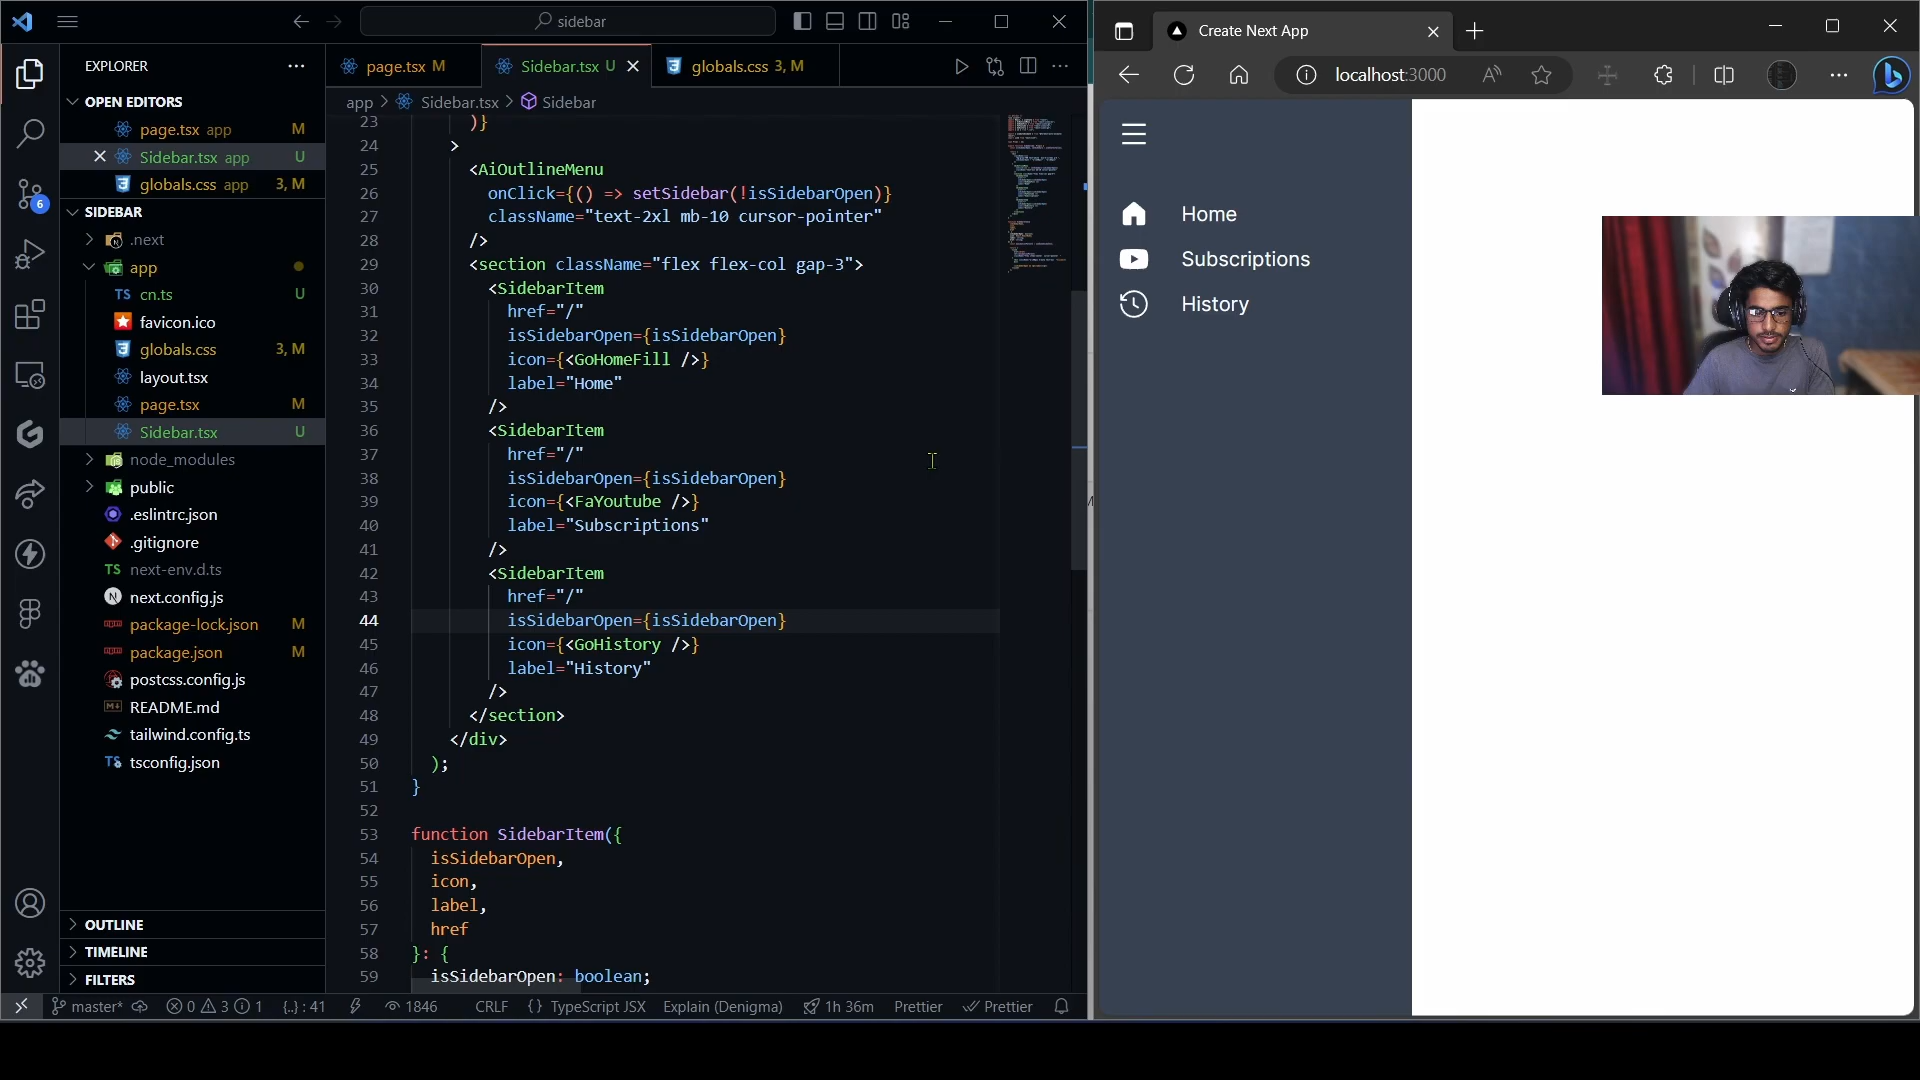 sidebar
EXPLORER
OPEN EDITORS
page.tsx app M
Sidebar.tsx app U
globals.css app 3, M
SIDEBAR
.next
app
TS cn.ts U
favicon.ico
globals.css 3, M
layout.tsx
page.tsx M
Sidebar.tsx U
node_modules
public
.eslintrc.json
.gitignore
TS next-env.d.ts
next.config.js
package-lock.json M
package.json M
postcss.config.js
README.md
tailwind.config.ts
tsconfig.json
OUTLINE
TIMELINE
FILTERS
6
page.tsx M
Sidebar.tsx U
globals.css 3, M
app > Sidebar.tsx > Sidebar
23 )}
24 >
25 <AiOutlineMenu
26 onClick={() => setSidebar(!isSidebarOpen)}
27 className="text-2xl mb-10 cursor-pointer"
28 />
29 <section className="flex flex-col gap-3">
30 <SidebarItem
31 href="/"
32 isSidebarOpen={isSidebarOpen}
33 icon={<GoHomeFill />}
34 label="Home"
35 />
36 <SidebarItem
37 href="/"
38 isSidebarOpen={isSidebarOpen}
39 icon={<FaYoutube />}
40 label="Subscriptions"
41 />
42 <SidebarItem
43 href="/"
44 isSidebarOpen={isSidebarOpen}
45 icon={<GoHistory />}
46 label="History"
47 />
48 </section>
49 </div>
50 );
51 }
52
53 function SidebarItem({
54 isSidebarOpen,
55 icon,
56 label,
57 href
58 }: {
59 isSidebarOpen: boolean;
master* 0 3 1 {..} : 41 1846 CRLF {} TypeScript JSX Explain (Denigma) 1h 36m Prettier Prettier
Create Next App
localhost:3000
Home
Subscriptions
History